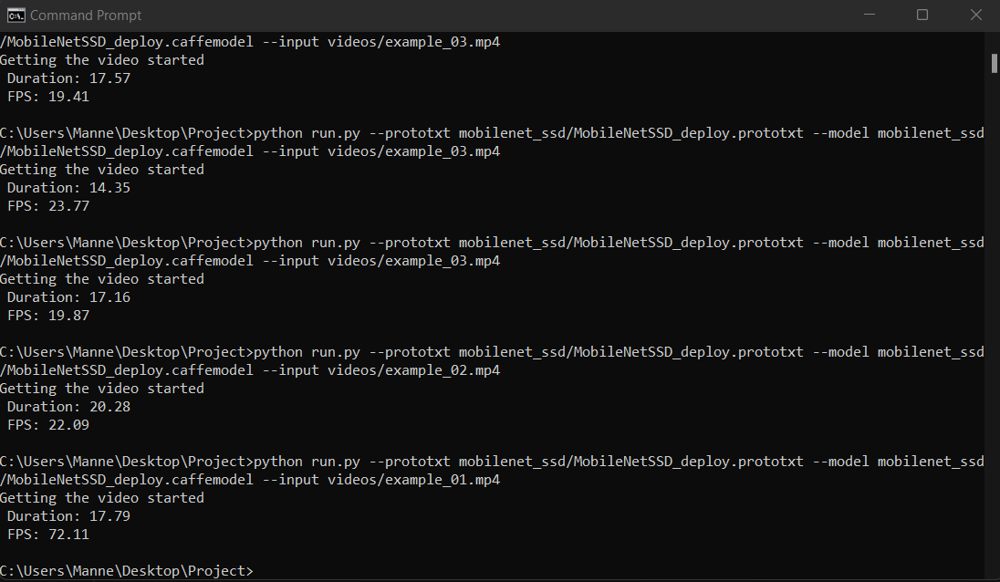 Command Prompt
/MobileNetSSD_deploy.caffemodel --input videos/example_03.mp4
Getting the video started
 Duration: 17.57
 FPS: 19.41
C:\Users\Manne\Desktop\Project>python run.py --prototxt mobilenet_ssd/MobileNetSSD_deploy.prototxt --model mobilenet_ssd
/MobileNetSSD_deploy.caffemodel --input videos/example_03.mp4
Getting the video started
 Duration: 14.35
 FPS: 23.77
C:\Users\Manne\Desktop\Project>python run.py --prototxt mobilenet_ssd/MobileNetSSD_deploy.prototxt --model mobilenet_ssd
/MobileNetSSD_deploy.caffemodel --input videos/example_03.mp4
Getting the video started
 Duration: 17.16
 FPS: 19.87
C:\Users\Manne\Desktop\Project>python run.py --prototxt mobilenet_ssd/MobileNetSSD_deploy.prototxt --model mobilenet_ssd
/MobileNetSSD_deploy.caffemodel --input videos/example_02.mp4
Getting the video started
 Duration: 20.28
 FPS: 22.09
C:\Users\Manne\Desktop\Project>python run.py --prototxt mobilenet_ssd/MobileNetSSD_deploy.prototxt --model mobilenet_ssd
/MobileNetSSD_deploy.caffemodel --input videos/example_01.mp4
Getting the video started
 Duration: 17.79
 FPS: 72.11
C:\Users\Manne\Desktop\Project>